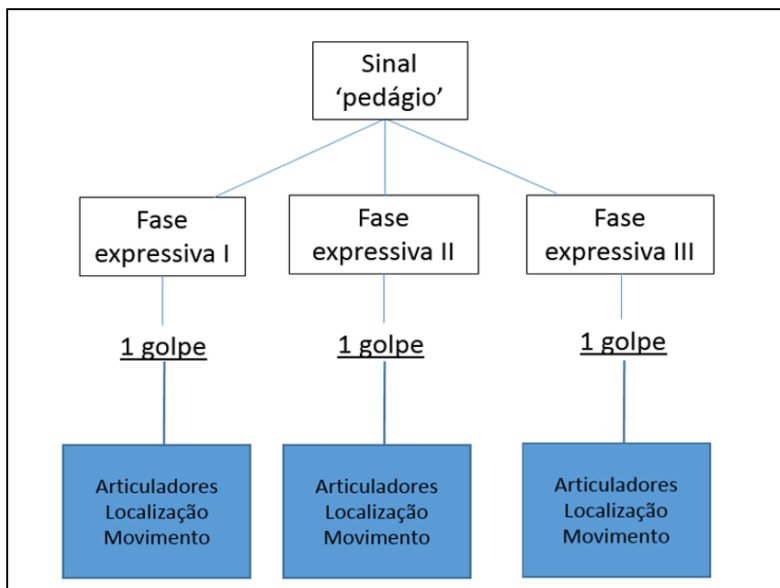 Sinal
‘pedágio’
Fase
expressiva I
Fase
expressiva II
Fase
expressiva III
1 golpe
1 golpe
1 golpe
Articuladores
Localização
Movimento
Articuladores
Localização
Movimento
Articuladores
Localização
Movimento